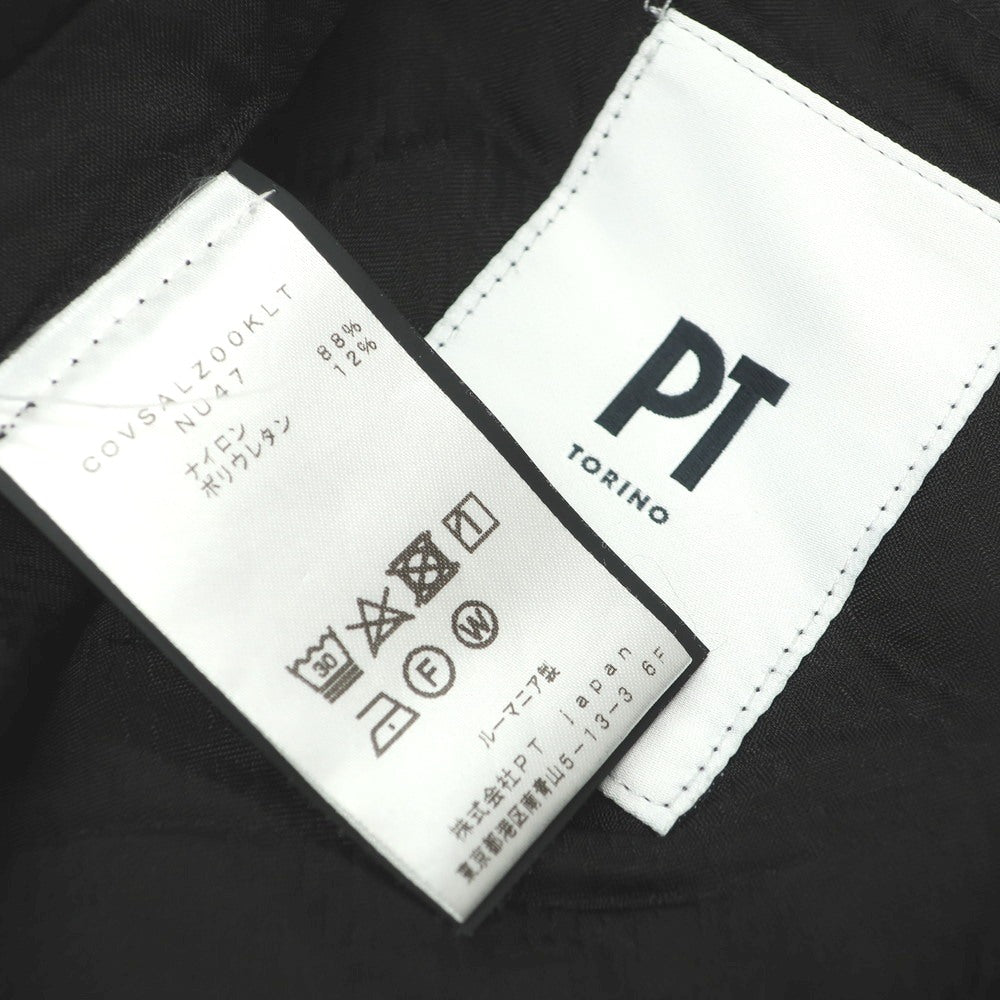 COVSALZ00KLT
NU47
ナイロン 88%
ポリウレタン 12%
30
F W
ルーマニア製
株式会社PT japan
東京都港区南青山5-13-3 6F
PT
TORINO